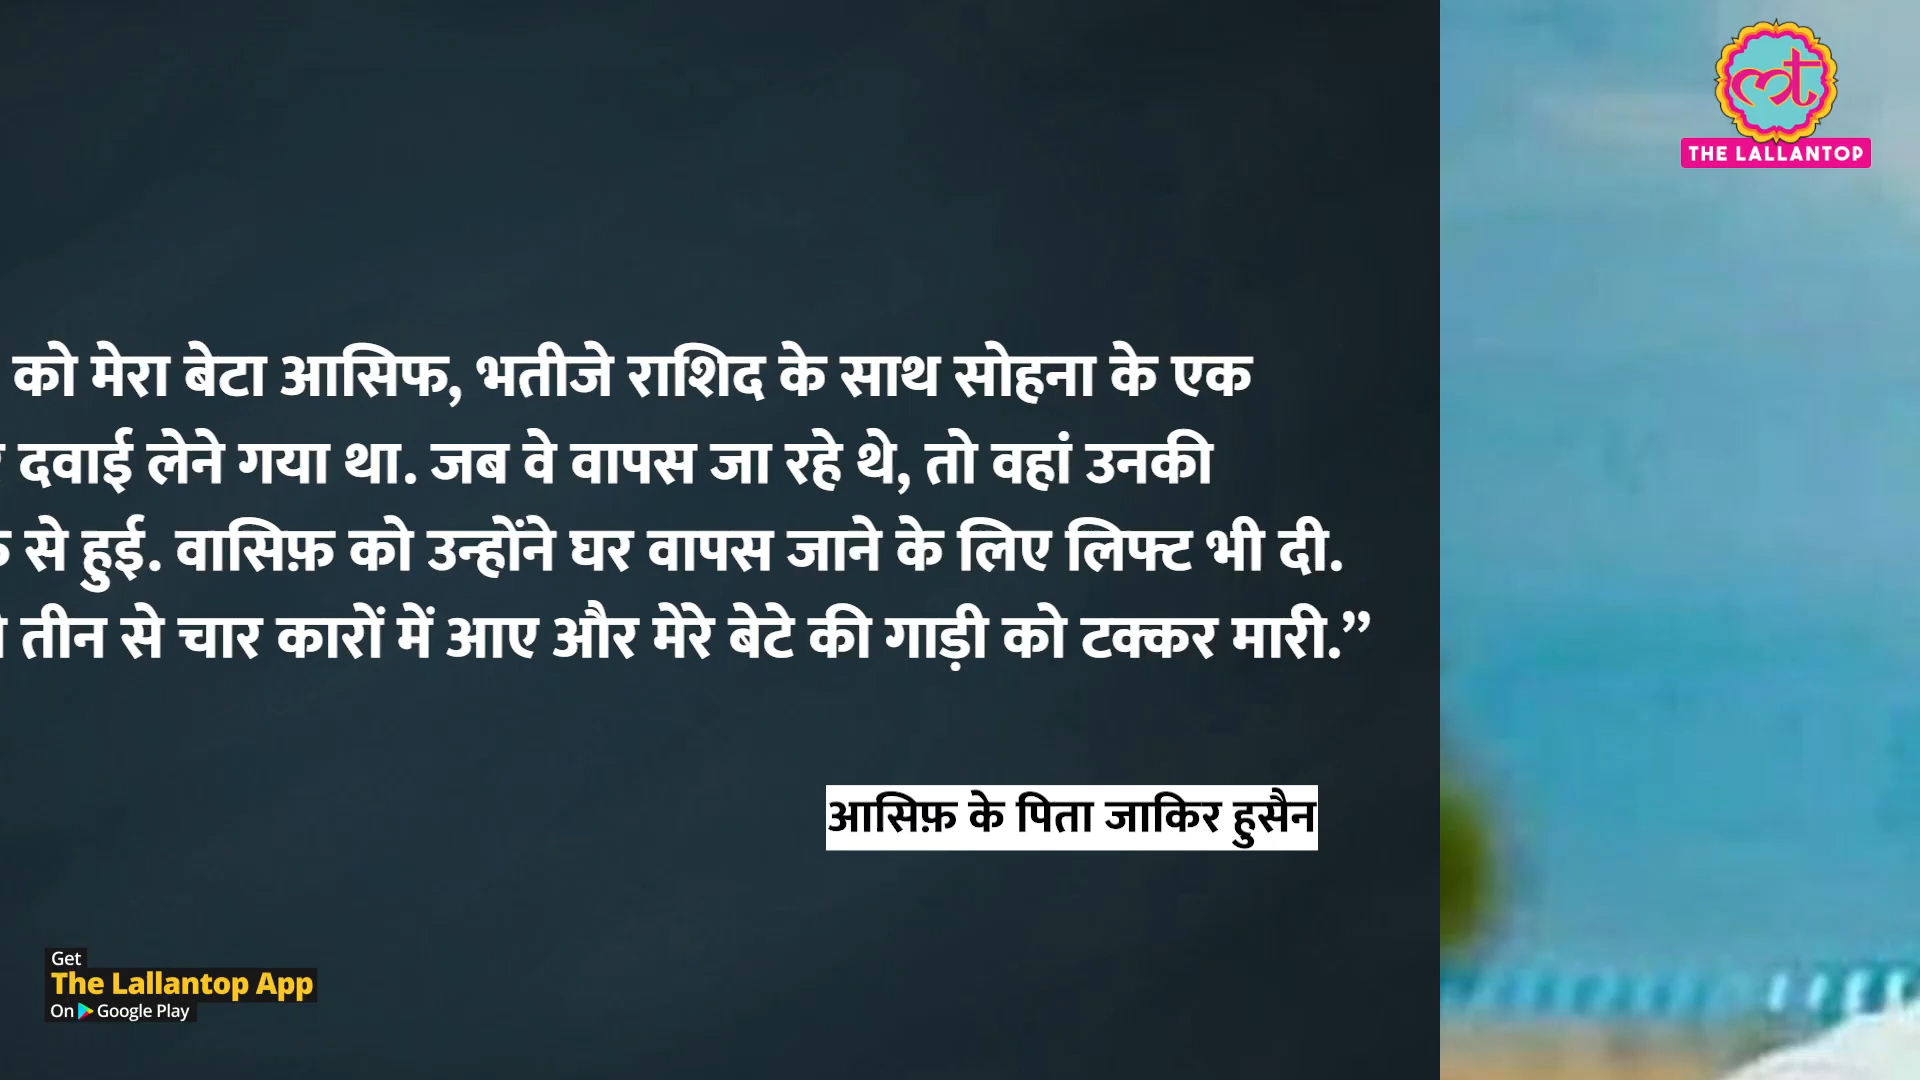 THE LALLANTOP
को मेरा बेटा आसिफ, भतीजे राशिद के साथ सोहना के एक
दवाई लेने गया था. जब वे वापस जा रहे थे, तो वहां उनकी
से हुई. वासिफ़ को उन्होंने घर वापस जाने के लिए लिफ्ट भी दी.
तीन से चार कारों में आए और मेरे बेटे की गाड़ी को टक्कर मारी.”
आसिफ़ के पिता जाकिर हुसैन
Get
The Lallantop App
On Google Play